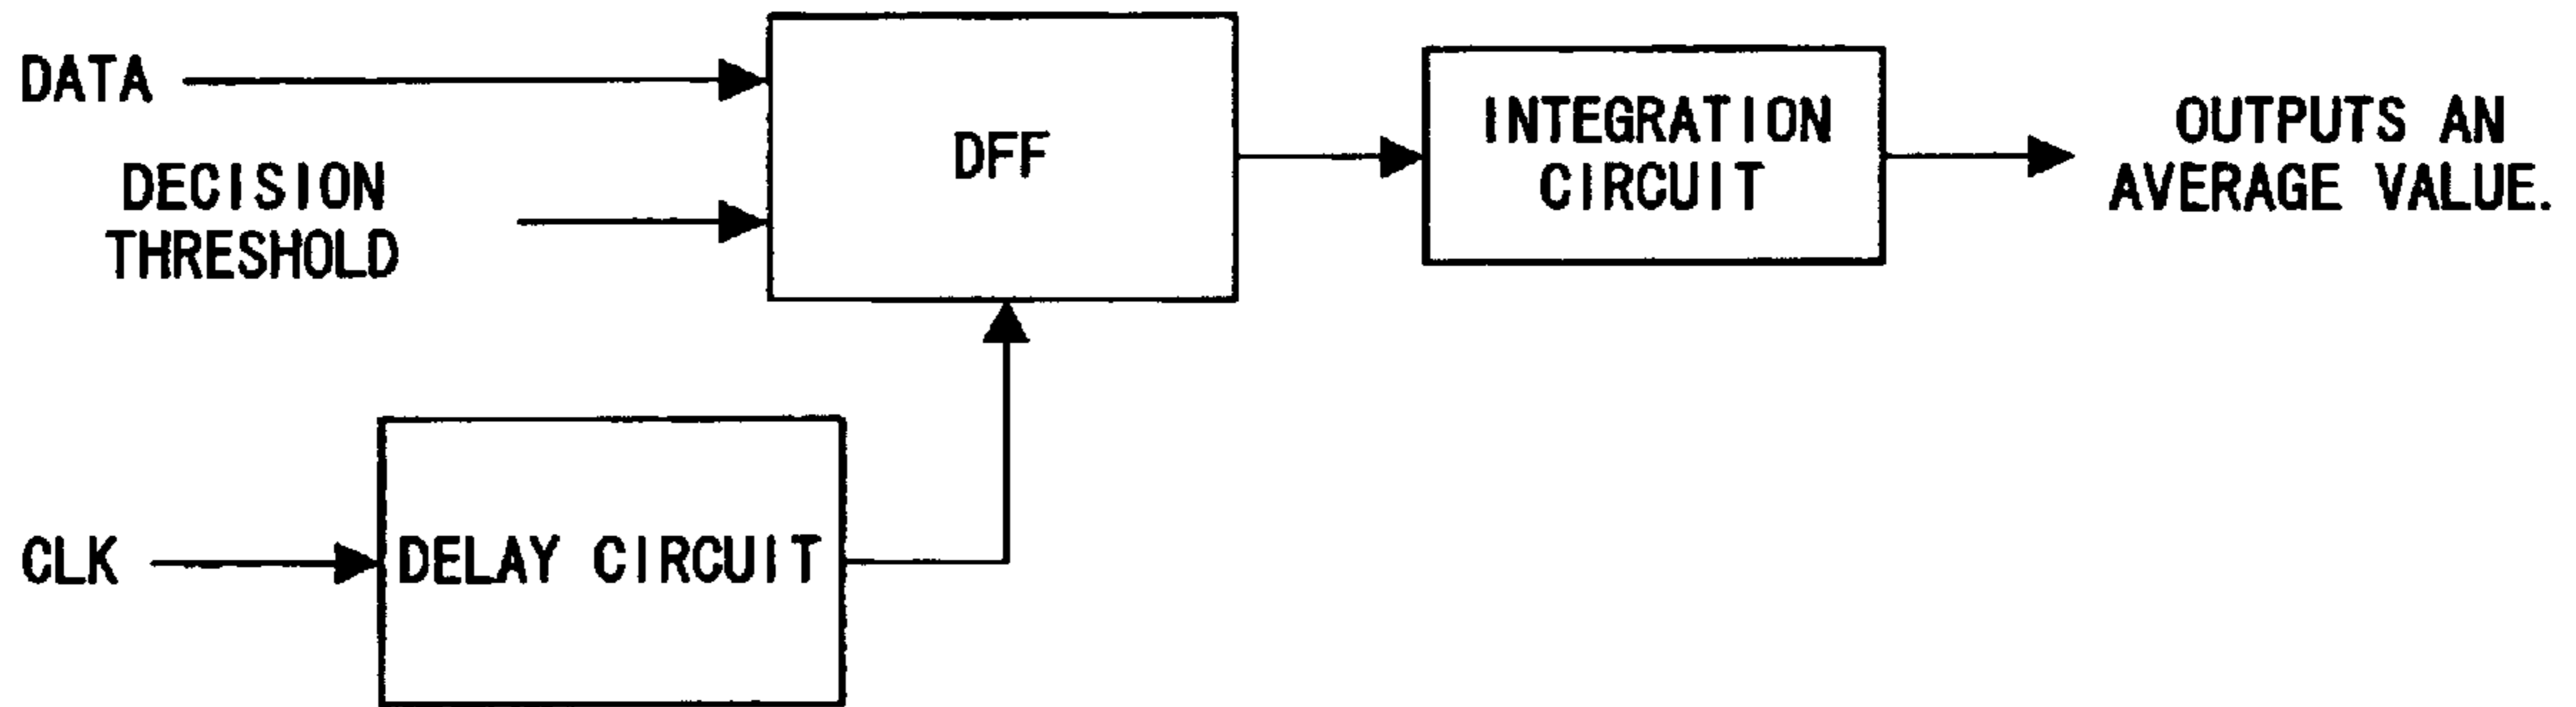 DATA
DECISION
THRESHOLD
DFF
INTEGRATION
CIRCUIT
OUTPUTS AN
AVERAGE VALUE.
CLK
DELAY CIRCUIT